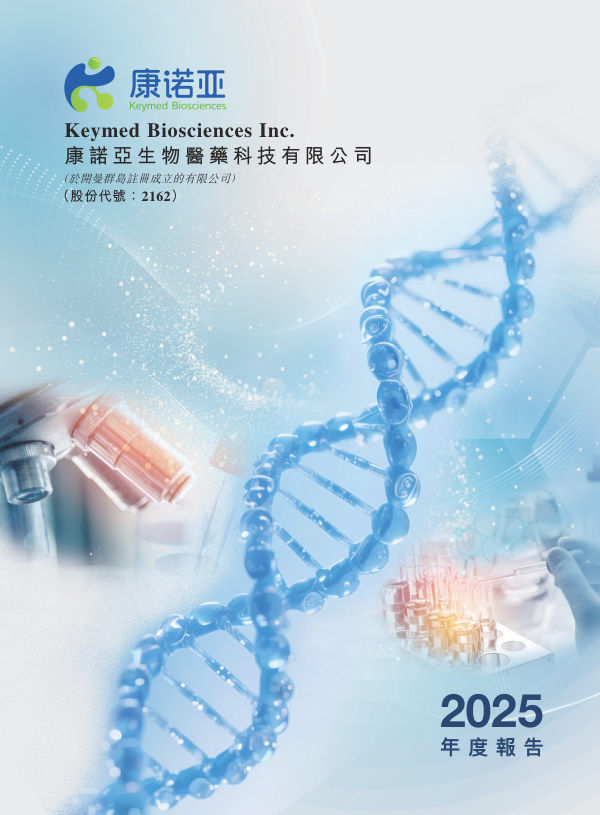 康诺亚
Keymed Biosciences
Keymed Biosciences Inc.
康諾亞生物醫藥科技有限公司
(於開曼群島註冊成立的有限公司)
(股份代號：2162)
2025
年度報告